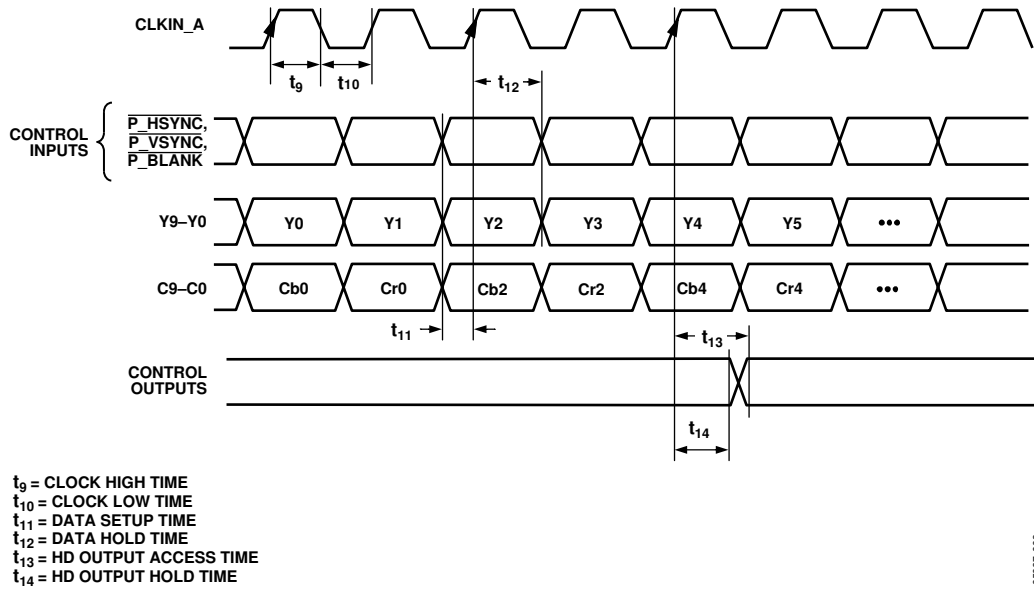 CLKIN_A
t9 t10 t12
CONTROL INPUTS
P_HSYNC,
P_VSYNC,
P_BLANK
Y9–Y0 Y0 Y1 Y2 Y3 Y4 Y5 •••
C9–C0 Cb0 Cr0 Cb2 Cr2 Cb4 Cr4 •••
t11 t13
CONTROL OUTPUTS
t14
t9 = CLOCK HIGH TIME
t10 = CLOCK LOW TIME
t11 = DATA SETUP TIME
t12 = DATA HOLD TIME
t13 = HD OUTPUT ACCESS TIME
t14 = HD OUTPUT HOLD TIME